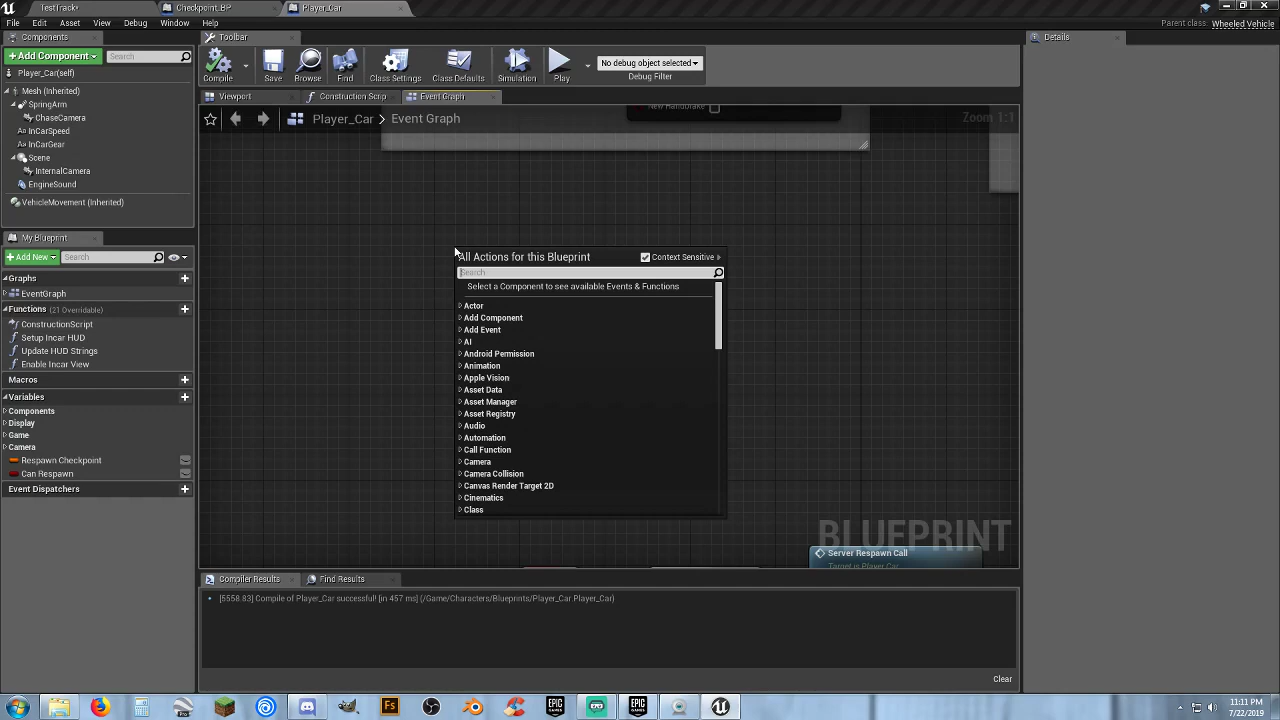 TestTrack•
Checkpoint.BP
Player_Car
File
Edit
Asset
View
Debug
Window
Help
Parent class: Wheeled Vehicle
Components
Toolbar
Details
+Add Component
Search
Compile
Save
Browse
Find
Class Settings
Class Defaults
Simulation
Play
No debug object selected
Debug Filter
Player_Car(self)
Mesh (Inherited)
SpringArm
ChaseCamera
InCarSpeed
InCarGear
Scene
InternalCamera
EngineSound
VehicleMovement (Inherited)
Viewport
Construction Scrip
Event Graph
Player_Car > Event Graph
New Handbrake
Zoom 1:1
My Blueprint
+Add New
Search
Graphs
EventGraph
Functions (21 Overridable)
ConstructionScript
Setup Incar HUD
Update HUD Strings
Enable Incar View
Macros
Variables
Components
Display
Game
Camera
Respawn Checkpoint
Can Respawn
Event Dispatchers
All Actions for this Blueprint
Context Sensitive
Search
Select a Component to see available Events & Functions
Actor
Add Component
Add Event
AI
Android Permission
Animation
Apple Vision
Asset Data
Asset Manager
Asset Registry
Audio
Automation
Call Function
Camera
Camera Collision
Canvas Render Target 2D
Cinematics
Class
BLUEPRINT
Server Respawn Call
Target is Player Car
Compiler Results
Find Results
[5558.83] Compile of Player_Car successful! [in 457 ms] (/Game/Characters/Blueprints/Player_Car.Player_Car)
Clear
Fs
EPIC GAMES
EPIC GAMES
11:11 PM
7/22/2019